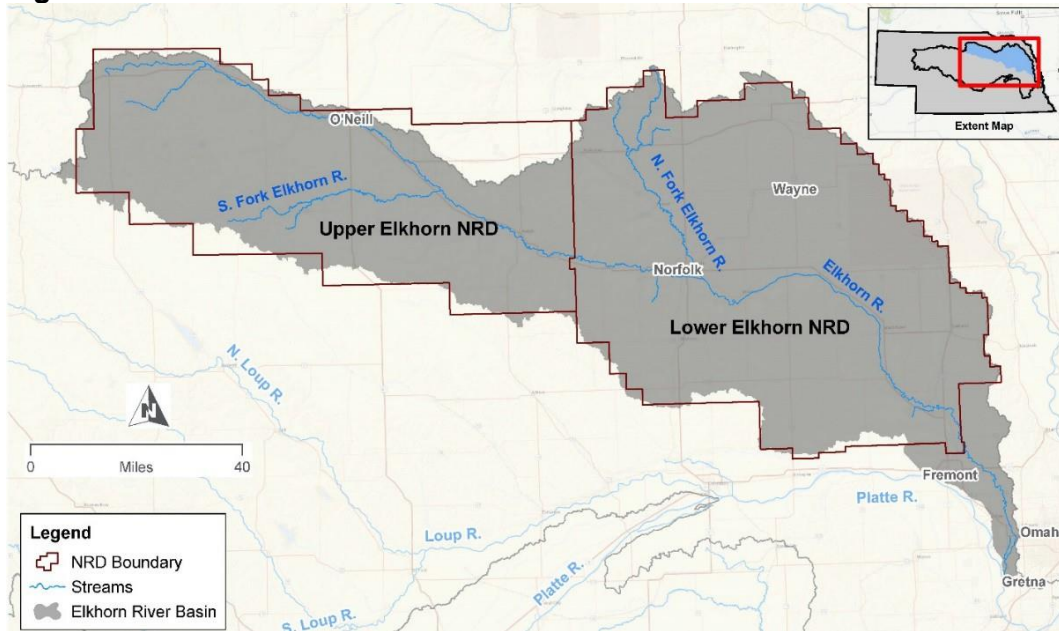 Extent Map
O'Neill
S. Fork Elkhorn R.
Upper Elkhorn NRD
N. Fork Elkhorn R.
Wayne
Norfolk
Elkhorn R.
Lower Elkhorn NRD
N. Loup R.
N
0 40
Miles
Fremont
Platte R.
Loup R.
Omah
Platte R.
Gretna
S. Loup R.
Legend
NRD Boundary
Streams
Elkhorn River Basin